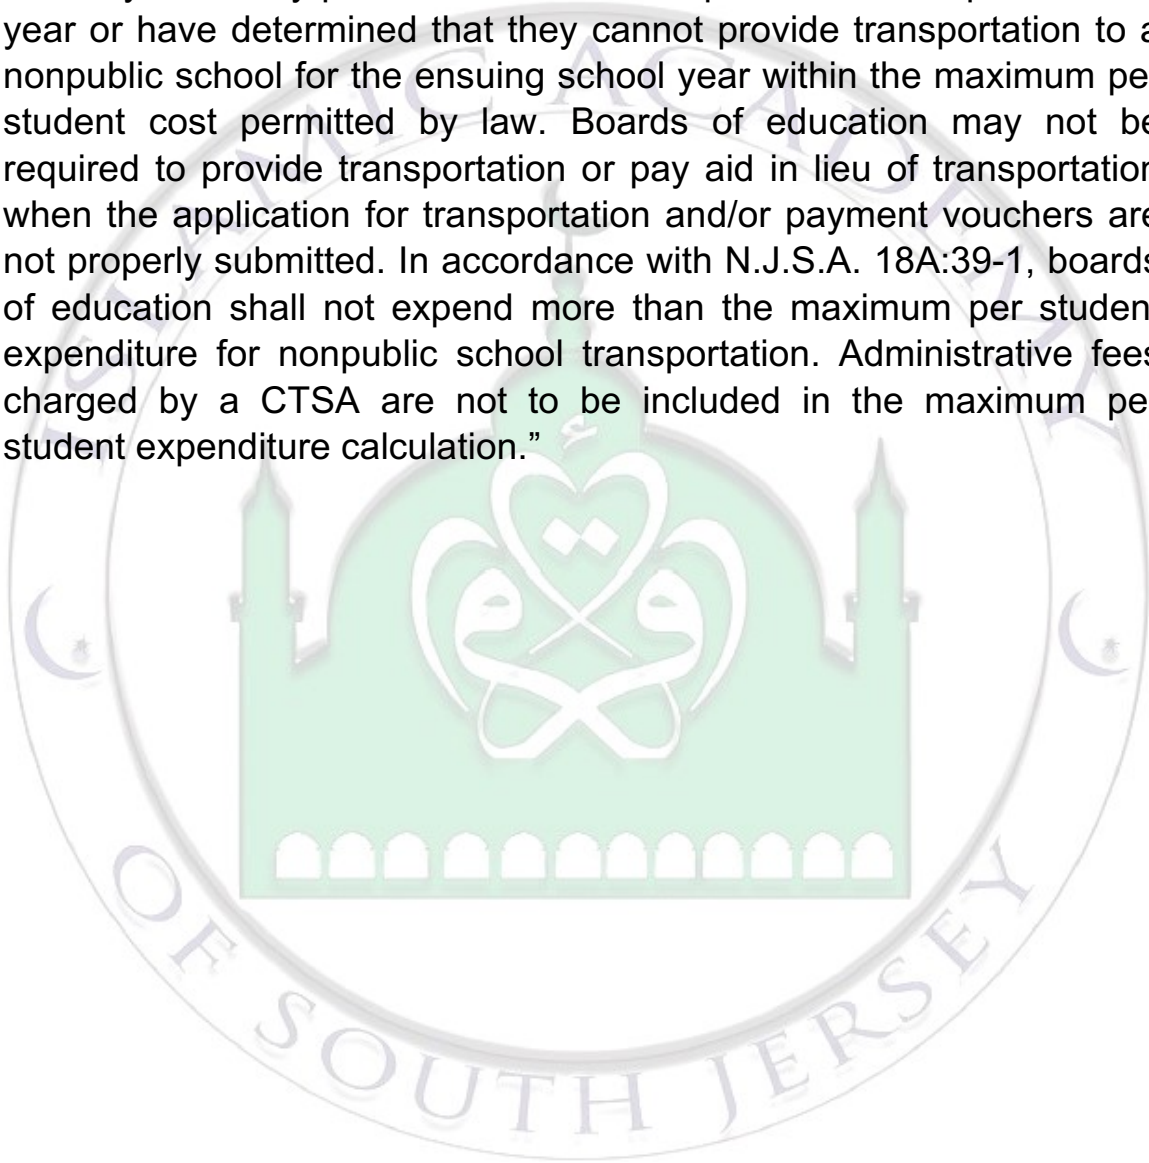 year or have determined that they cannot provide transportation to a
nonpublic school for the ensuing school year within the maximum pe
student cost permitted by law. Boards of education may not be
required to provide transportation or pay aid in lieu of transportation
when the application for transportation and/or payment vouchers are
not properly submitted. In accordance with N.J.S.A. 18A:39-1, boards
of education shall not expend more than the maximum per studen
expenditure for nonpublic school transportation. Administrative fees
charged by a CTSA are not to be included in the maximum pe
student expenditure calculation.”
ISLAMIC ACADEMY
OF SOUTH JERSEY